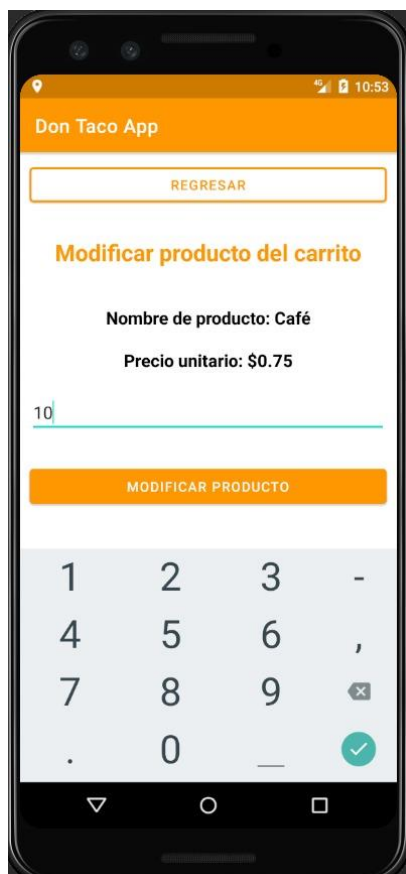 4G 10:53
Don Taco App
REGRESAR
Modificar producto del carrito
Nombre de producto: Café
Precio unitario: $0.75
10
MODIFICAR PRODUCTO
1 2 3 -
4 5 6 ,
7 8 9
. 0 _